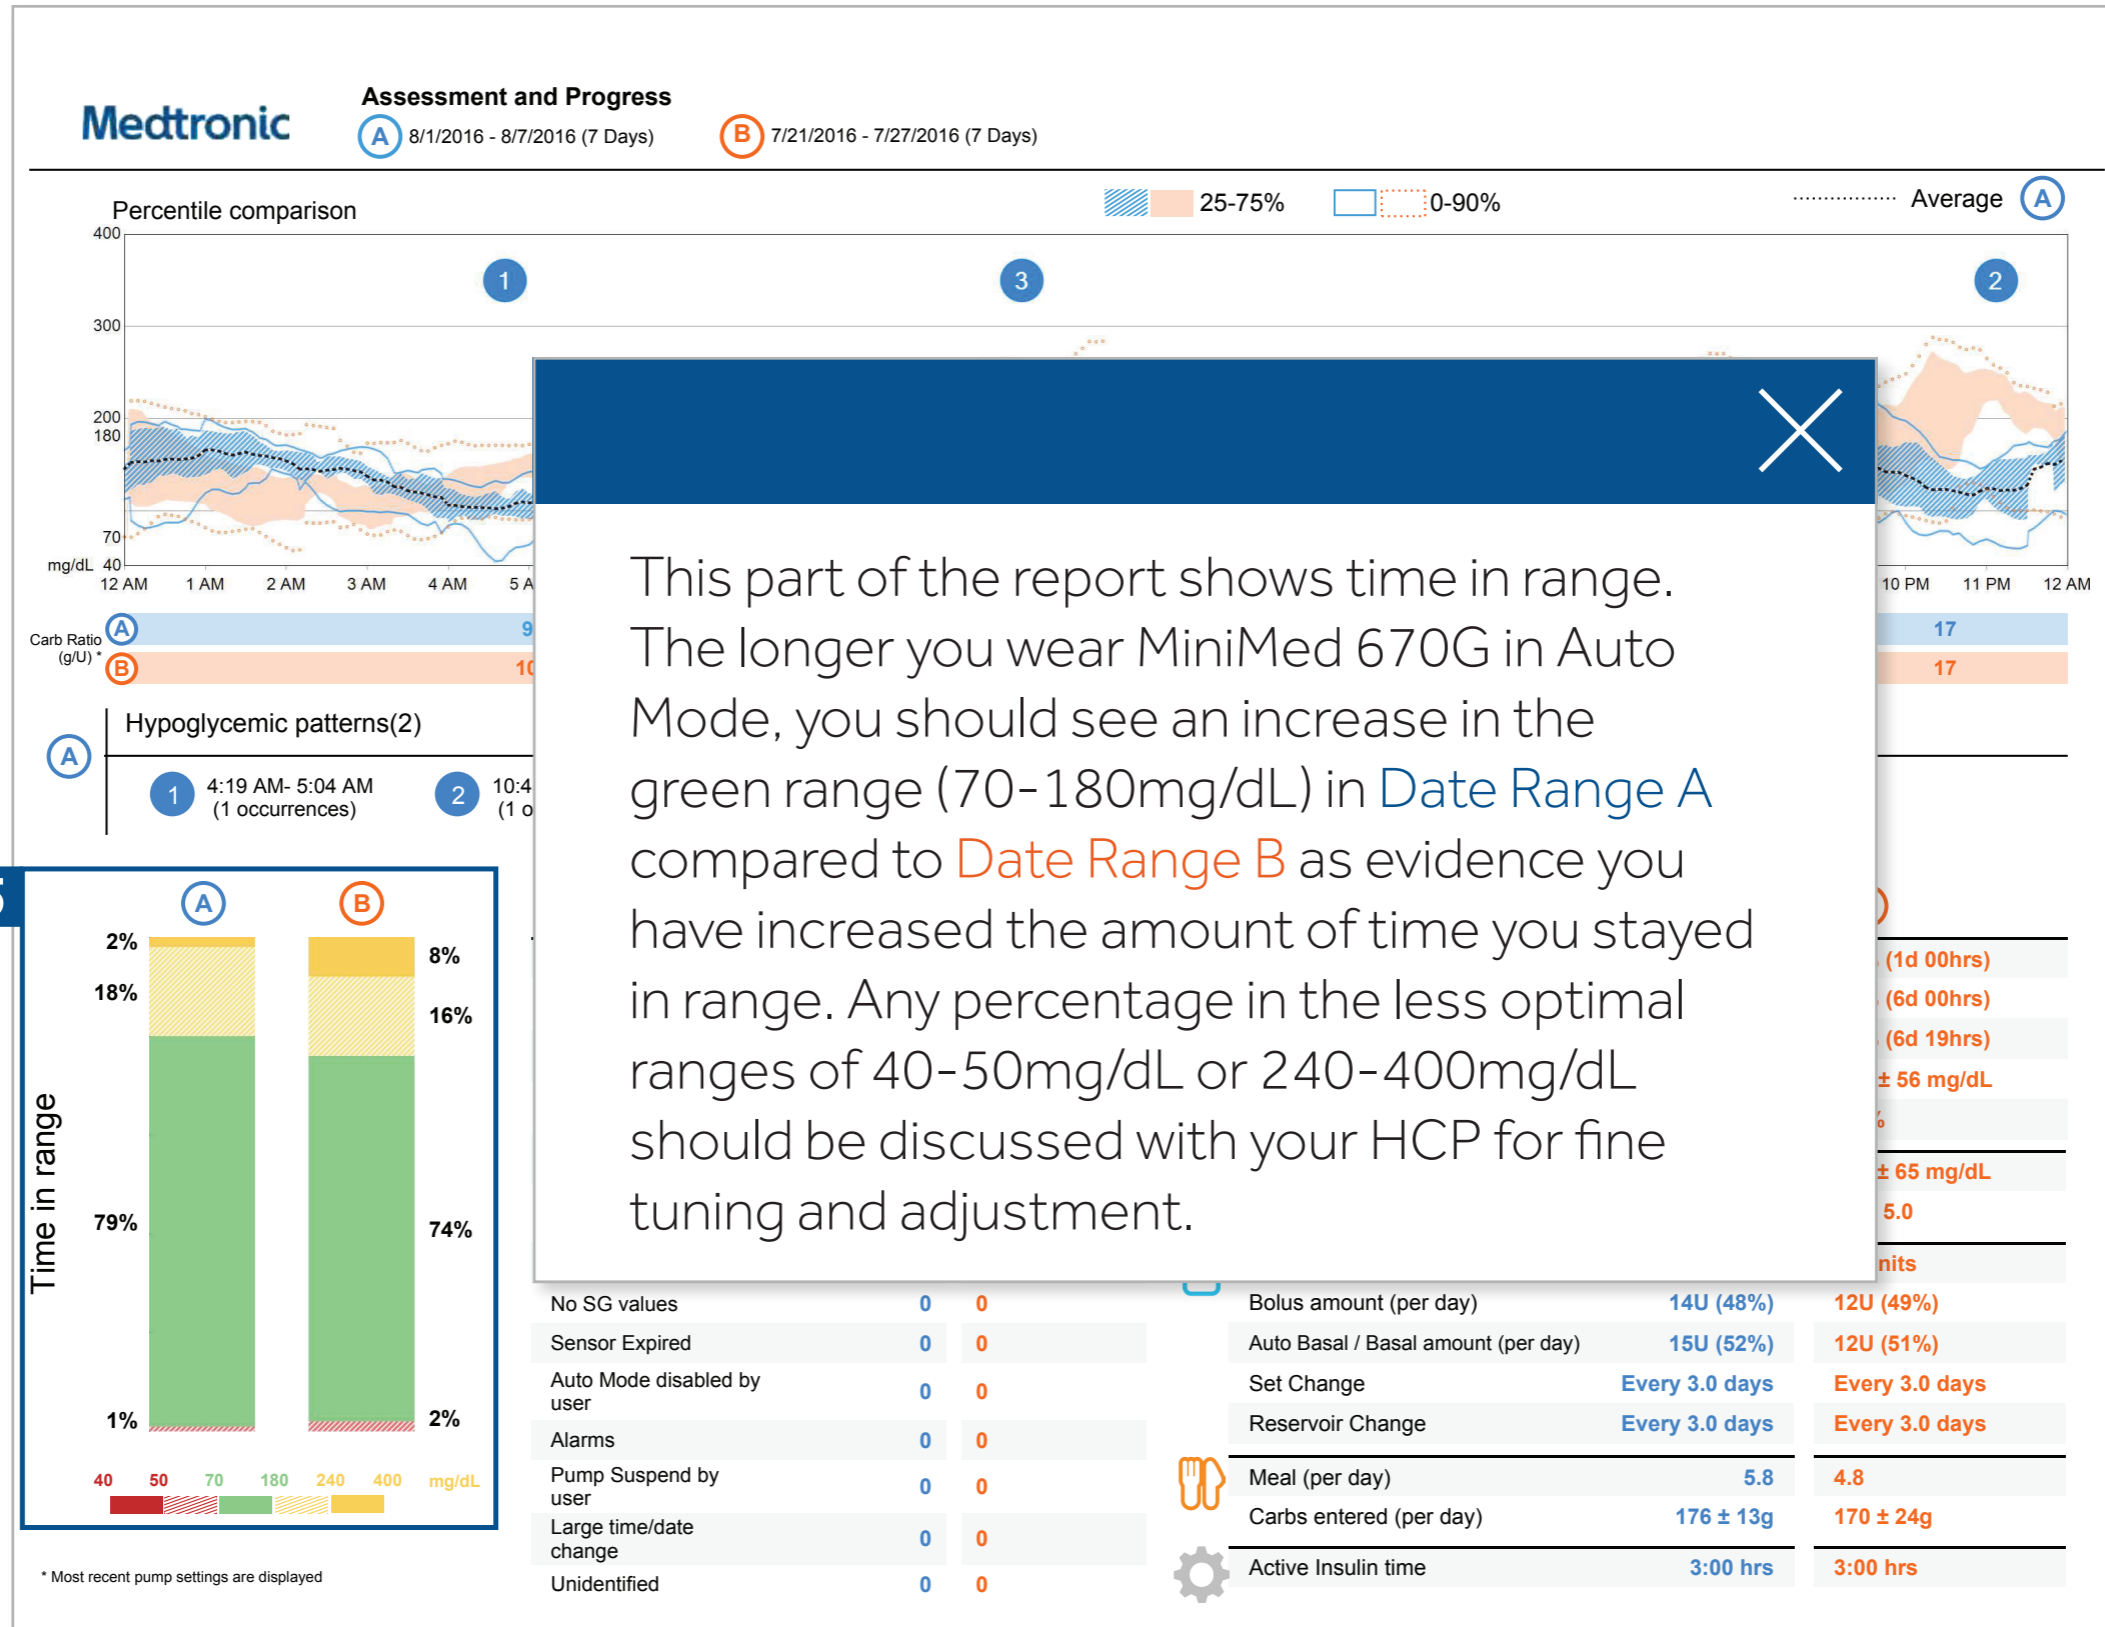 Medtronic
Assessment and Progress
A 8/1/2016 - 8/7/2016 (7 Days) B 7/21/2016 - 7/27/2016 (7 Days)
Percentile comparison 25-75% 0-90% Average A
400
300
200
180
70
mg/dL 40
1 3 2
12 AM 1 AM 2 AM 3 AM 4 AM 10 PM 11 PM 12 AM
Carb Ratio
(g/U) *
A 9 17
B 10 17
A
Hypoglycemic patterns(2)
1 4:19 AM- 5:04 AM
(1 occurrences)
2
This part of the report shows time in range.
The longer you wear MiniMed 670G in Auto
Mode, you should see an increase in the
green range (70-180mg/dL) in Date Range A
compared to Date Range B as evidence you
have increased the amount of time you stayed
in range. Any percentage in the less optimal
ranges of 40-50mg/dL or 240-400mg/dL
should be discussed with your HCP for fine
tuning and adjustment.
Time in range
A B
2% 8%
18% 16%
79% 74%
1% 2%
40 50 70 180 240 400 mg/dL
* Most recent pump settings are displayed
(1d 00hrs)
(6d 00hrs)
(6d 19hrs)
± 56 mg/dL
%
± 65 mg/dL
5.0
No SG values 0 0
Sensor Expired 0 0
Auto Mode disabled by
user 0 0
Alarms 0 0
Pump Suspend by
user 0 0
Large time/date
change 0 0
Unidentified 0 0
Bolus amount (per day) 14U (48%) 12U (49%)
Auto Basal / Basal amount (per day) 15U (52%) 12U (51%)
Set Change Every 3.0 days Every 3.0 days
Reservoir Change Every 3.0 days Every 3.0 days
Meal (per day) 5.8 4.8
Carbs entered (per day) 176 ± 13g 170 ± 24g
Active Insulin time 3:00 hrs 3:00 hrs